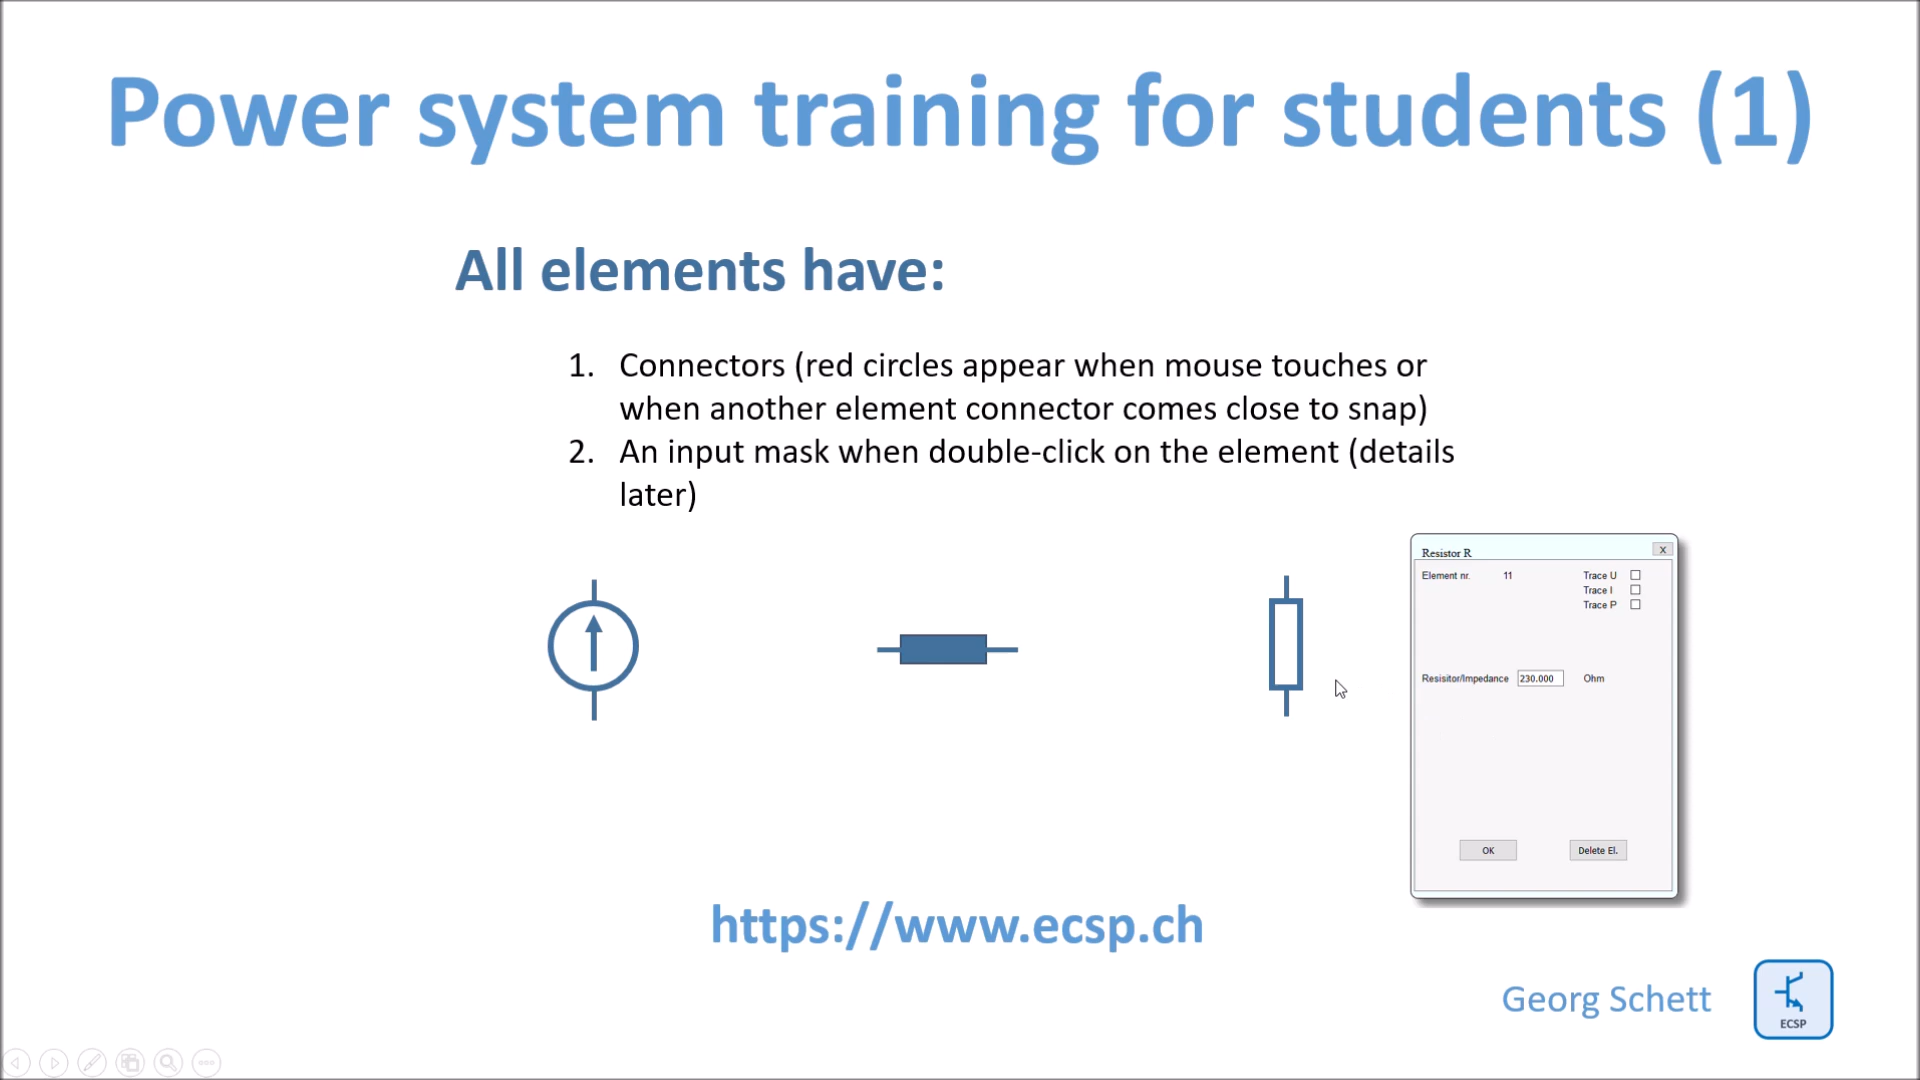 Power system training for students (1)
All elements have:
1. Connectors (red circles appear when mouse touches or
when another element connector comes close to snap)
2. An input mask when double-click on the element (details
later)
Resistor R X
Element nr. 11 Trace U
Trace I
Trace P
Resisitor/Impedance 230.000 Ohm
OK Delete El.
https://www.ecsp.ch
Georg Schett
ECSP